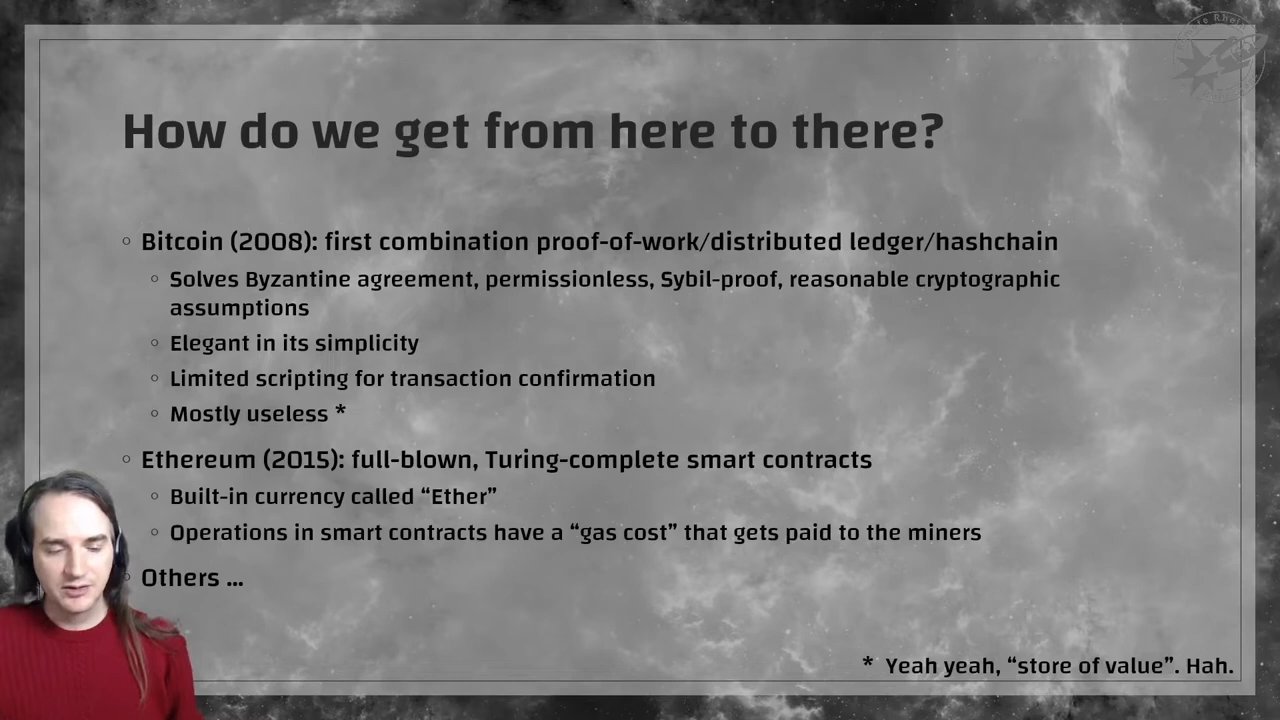 How do we get from here to there?
◦ Bitcoin (2008): first combination proof-of-work/distributed ledger/hashchain
◦ Solves Byzantine agreement, permissionless, Sybil-proof, reasonable cryptographic
assumptions
◦ Elegant in its simplicity
◦ Limited scripting for transaction confirmation
◦ Mostly useless *
◦ Ethereum (2015): full-blown, Turing-complete smart contracts
◦ Built-in currency called “Ether”
◦ Operations in smart contracts have a “gas cost” that gets paid to the miners
◦ Others ...
* Yeah yeah, “store of value”. Hah.